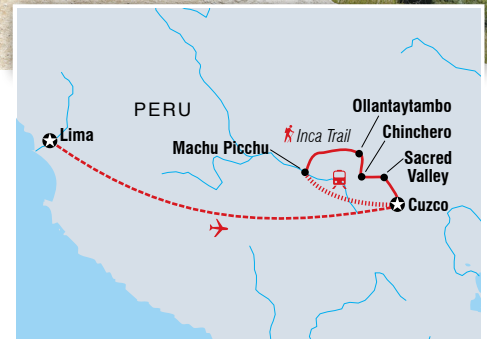 PERU
Lima
Ollantaytambo
Inca Trail
Chinchero
Machu Picchu
Sacred
Valley
Cuzco